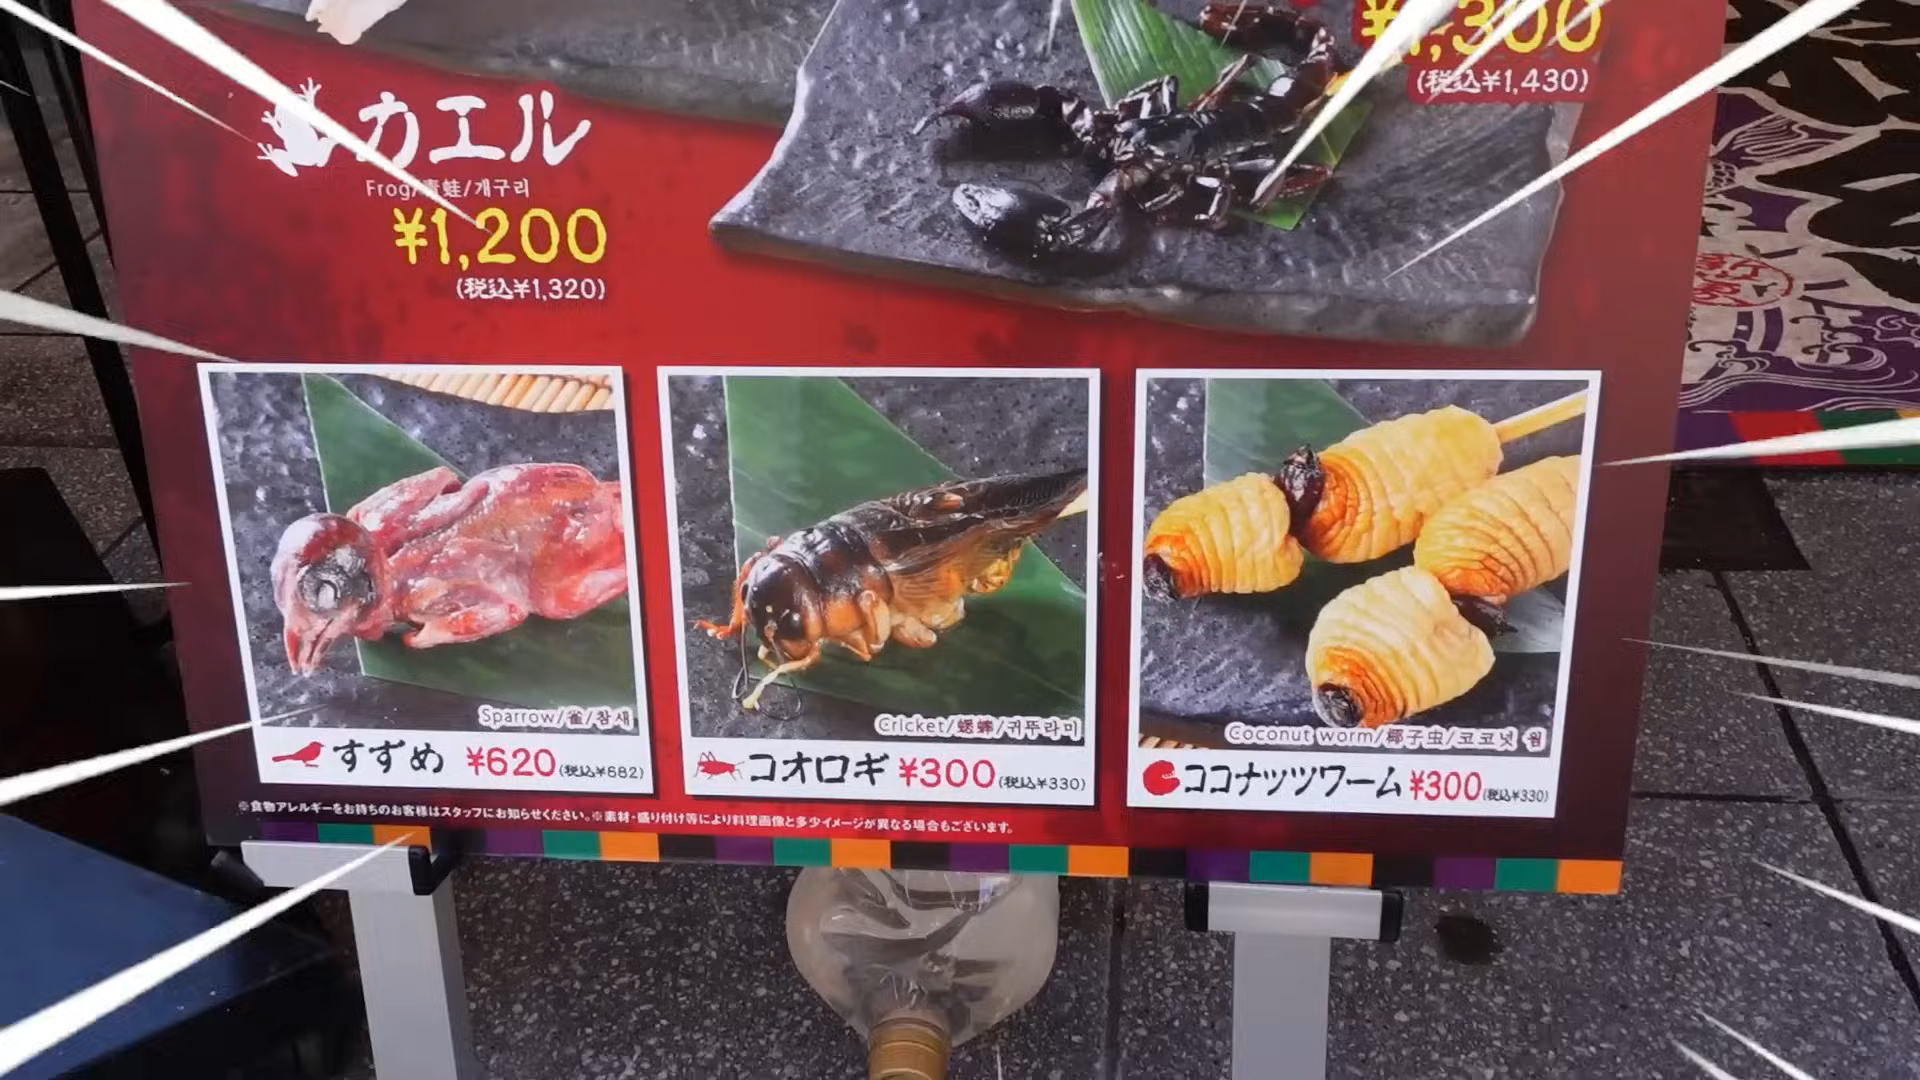 ¥1,300
(税込¥1,430)
カエル
Frog/青蛙/개구리
¥1,200
(税込¥1,320)
Sparrow/雀/참새
すずめ ¥620(税込¥682)
Cricket/蟋蟀/귀뚜라미
コオロギ ¥300(税込¥330)
Coconut worm/椰子虫/코코넛 웜
ココナッツワーム ¥300(税込¥330)
※食物アレルギーをお持ちのお客様はスタッフにお知らせください。※素材・盛り付け等により料理画像と多少イメージが異なる場合もございます。